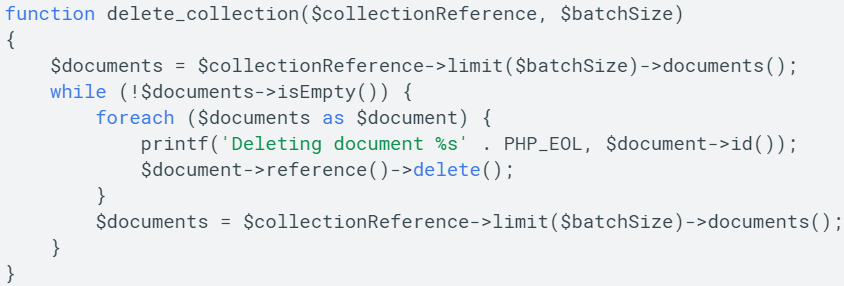 function delete_collection($collectionReference, $batchSize)
{
    $documents = $collectionReference->limit($batchSize)->documents();
    while (!$documents->isEmpty()) {
        foreach ($documents as $document) {
            printf('Deleting document %s' . PHP_EOL, $document->id());
            $document->reference()->delete();
        }
        $documents = $collectionReference->limit($batchSize)->documents();
    }
}